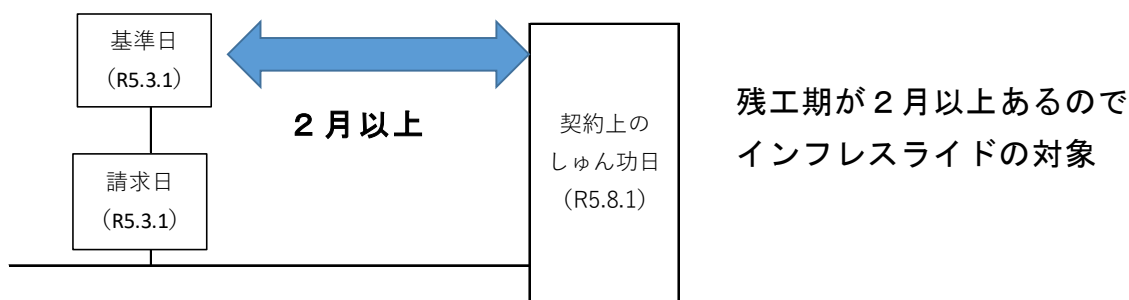 基準日
（R5.3.1）
２月以上
請求日
（R5.3.1）
契約上の
しゅん功日
（R5.8.1）
残工期が２月以上あるので
インフレスライドの対象